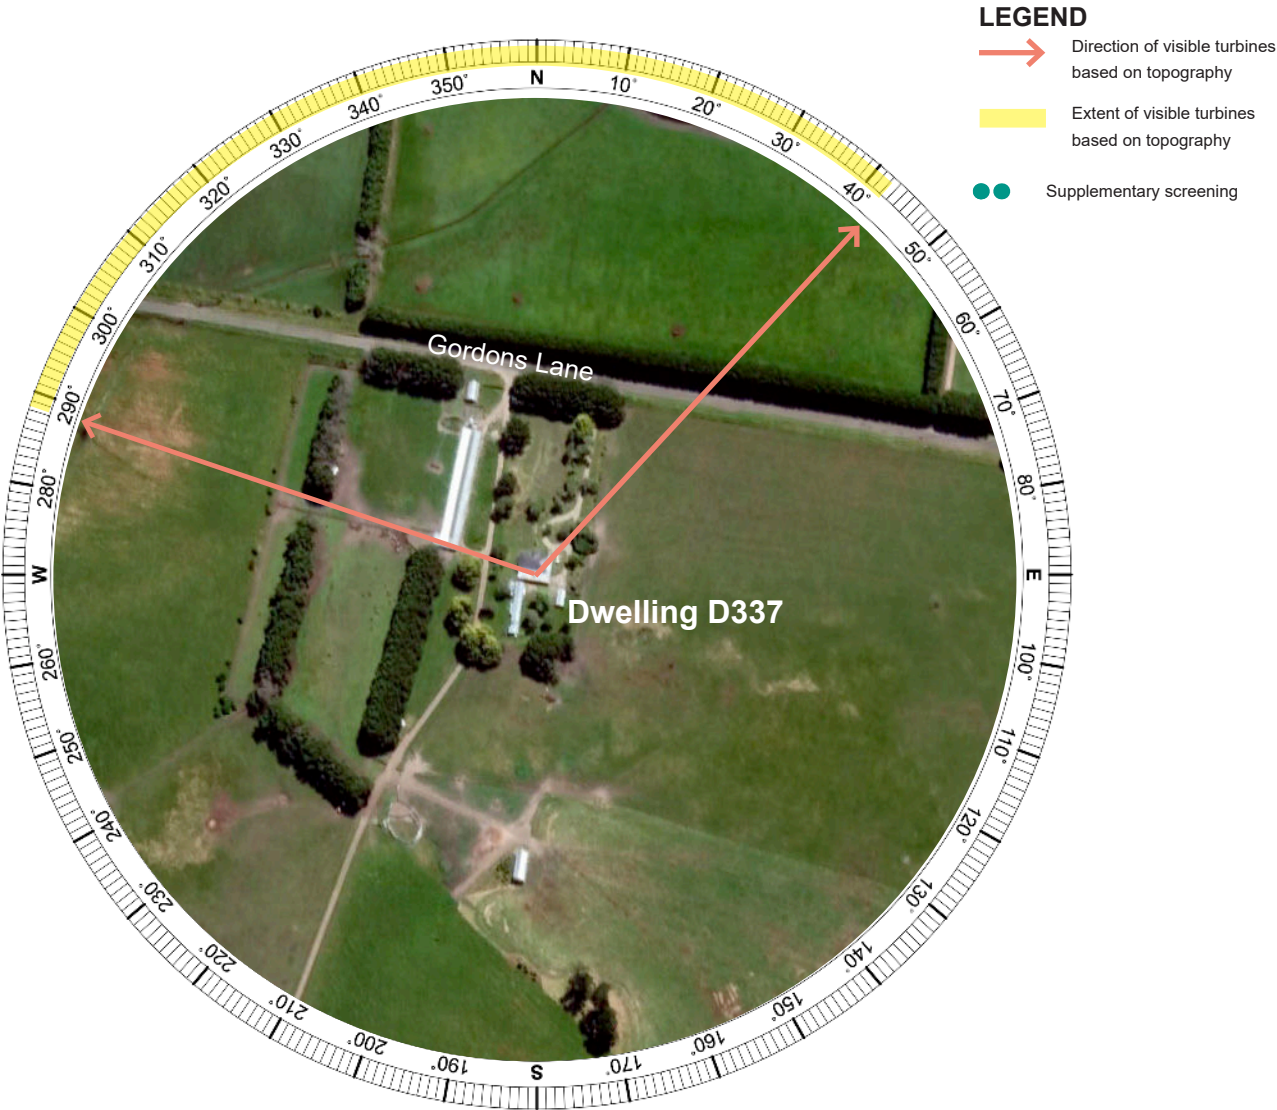 LEGEND
Direction of visible turbines
based on topography
Extent of visible turbines
based on topography
Supplementary screening
N
10°
20°
30°
40°
50°
60°
70°
80°
E
100°
110°
120°
130°
140°
150°
160°
170°
S
190°
200°
210°
220°
230°
240°
250°
260°
W
280°
290°
300°
310°
320°
330°
340°
350°
Gordons Lane
Dwelling D337